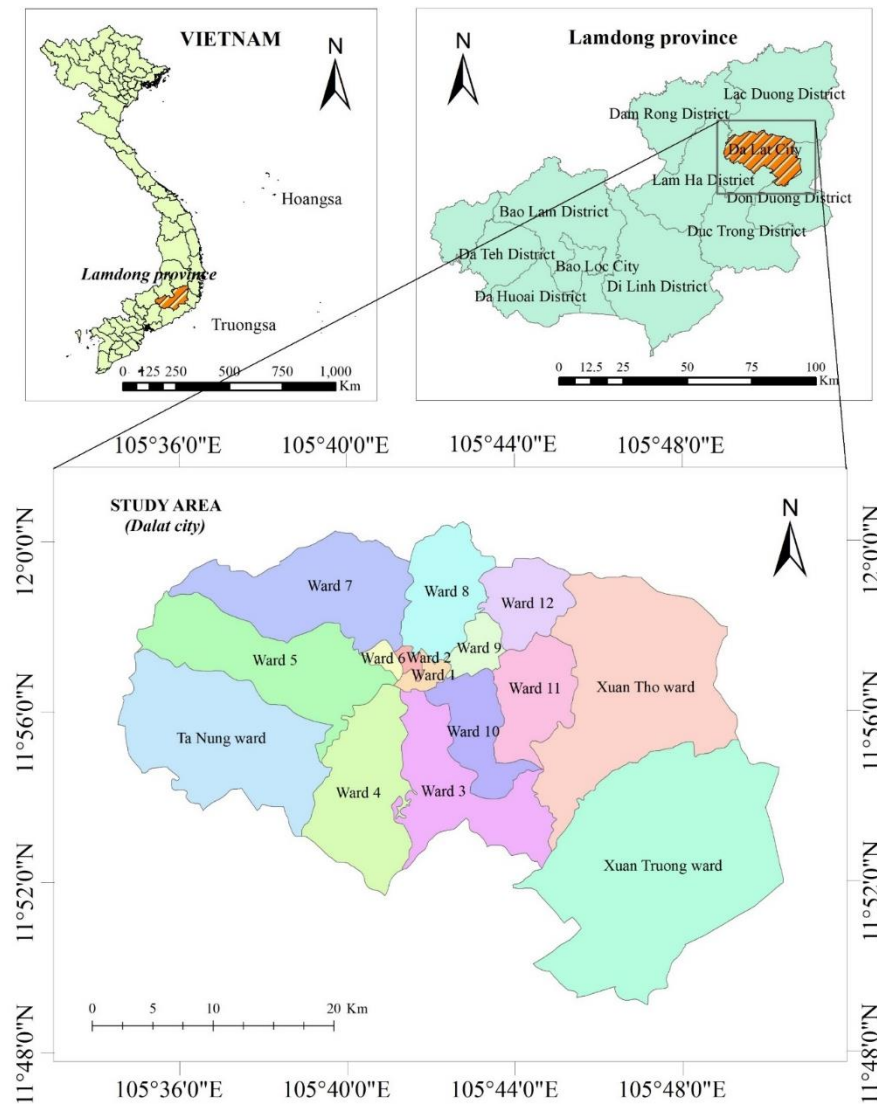 VIETNAM
N
Hoangsa
Lamdong province
Truongsa
0 125 250 500 750 1,000
Km
Lamdong province
N
Lac Duong District
Dam Rong District
Da Lat City
Lam Ha District
Don Duong District
Bao Lam District
Duc Trong District
Da Teh District
Bao Loc City
Di Linh District
Da Huoai District
0 12.5 25 50 75 100
Km
105°36'0"E 105°40'0"E 105°44'0"E 105°48'0"E
STUDY AREA
(Dalat city)
N
12°0'0"N
12°0'0"N
Ward 7
Ward 8
Ward 12
Ward 9
Ward 6
Ward 2
Ward 5
Ward 1
Ward 11
Xuan Tho ward
11°56'0"N
11°56'0"N
Ta Nung ward
Ward 10
Ward 4
Ward 3
Xuan Truong ward
11°52'0"N
11°52'0"N
0 5 10 20 Km
11°48'0"N
11°48'0"N
105°36'0"E 105°40'0"E 105°44'0"E 105°48'0"E